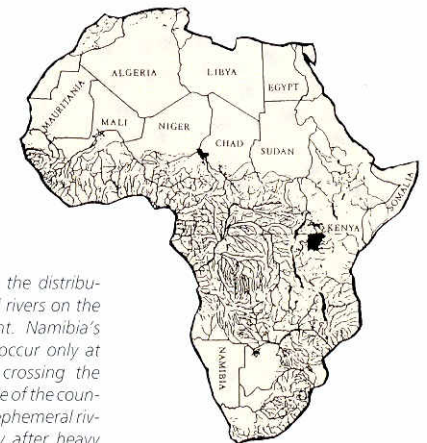 ALGERIA
LIBYA
EGYPT
MAURITANIA
MALI
NIGER
CHAD
SUDAN
SOMALIA
KENYA
NAMIBIA
the distribu-
rivers on the
nt. Namibia's
occur only at
crossing the
e of the coun-
ephemeral riv-
y after heavy